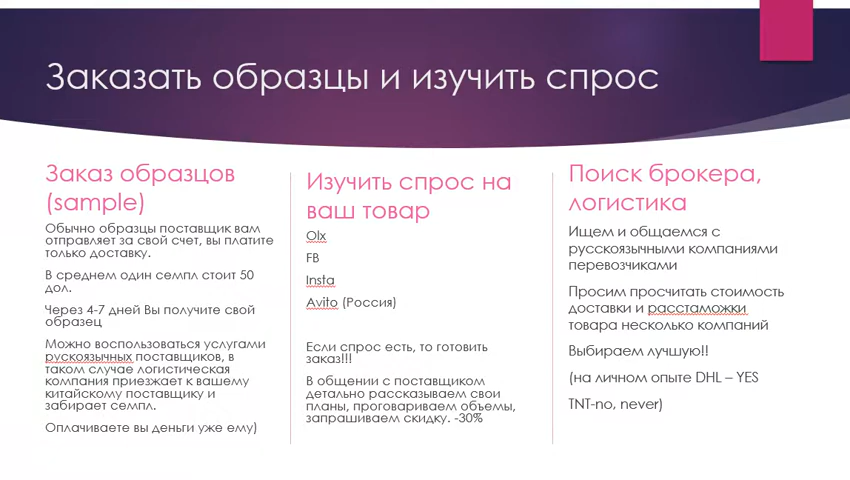 Заказать образцы и изучить спрос
Заказ образцов
(sample)
Обычно образцы поставщик вам
отправляет за свой счет, вы платите
только доставку.
В среднем один семпл стоит 50
дол.
Через 4-7 дней Вы получите свой
образец
Можно воспользоваться услугами
рускоязычных поставщиков, в
таком случае логистическая
компания приезжает к вашему
китайскому поставщику и
забирает семпл.
Оплачиваете вы деньги уже ему)
Изучить спрос на
ваш товар
Olx
FB
Insta
Avito (Россия)
Если спрос есть, то готовить
заказ!!!
В общении с поставщиком
детально рассказываем свои
планы, проговариваем объемы,
запрашиваем скидку. -30%
Поиск брокера,
логистика
Ищем и общаемся с
русскоязычными компаниями
перевозчиками
Просим просчитать стоимость
доставки и расстаможки
товара несколько компаний
Выбираем лучшую!!
(на личном опыте DHL – YES
TNT-no, never)